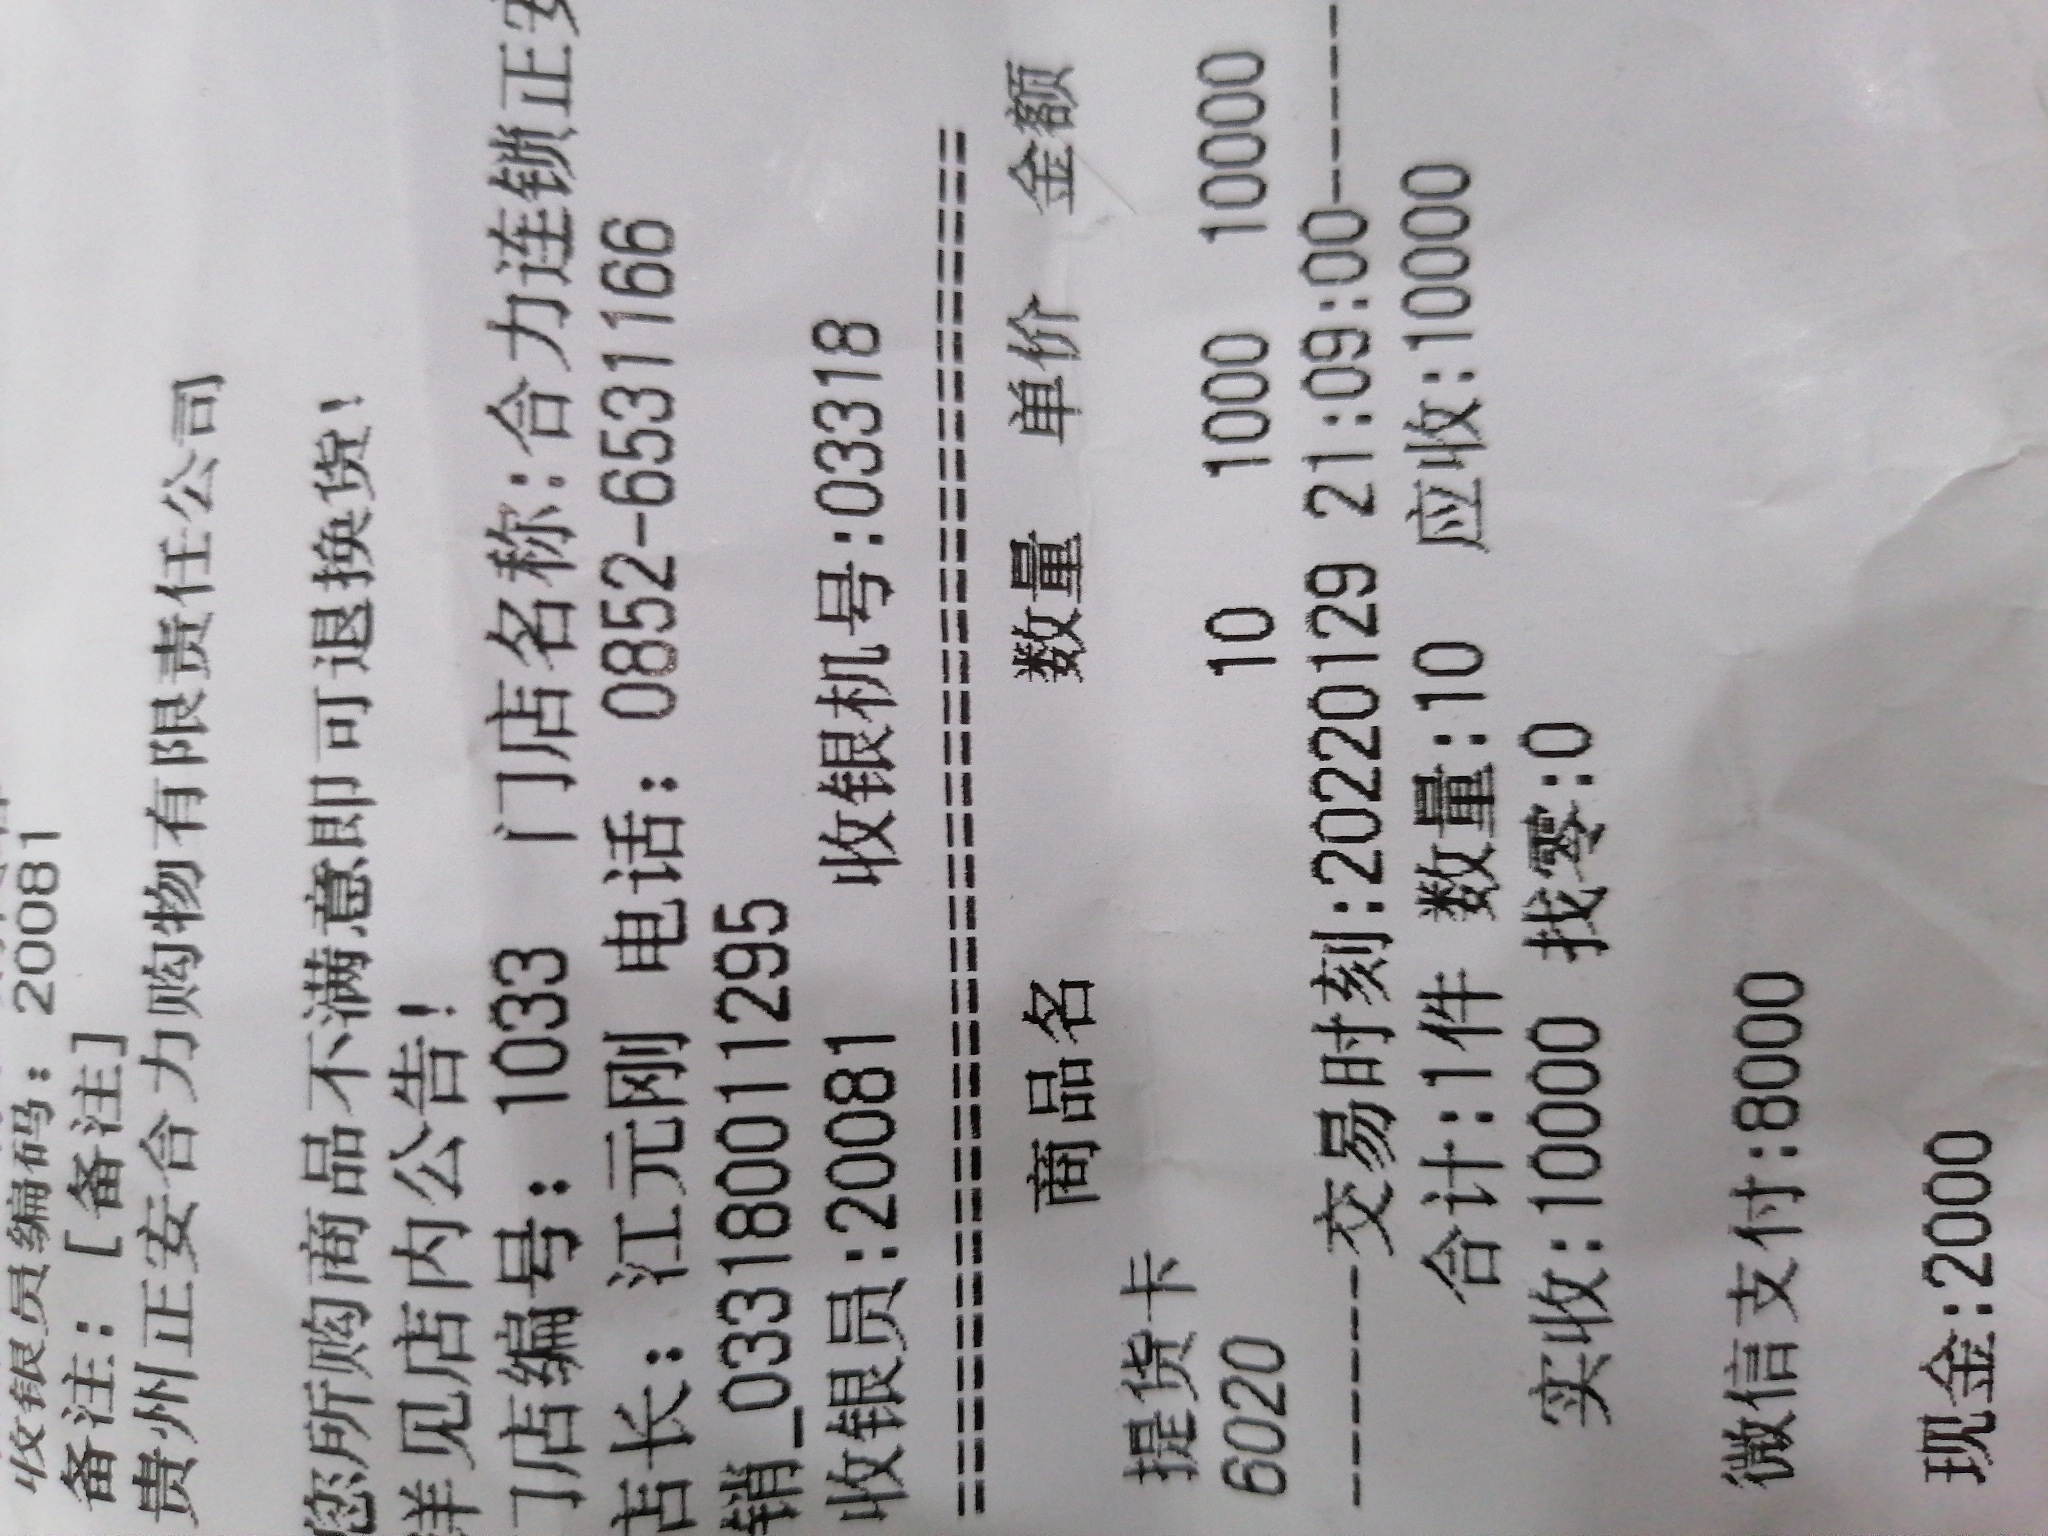 收银员编码: 20081
备注: [备注]
贵州正安合力购物有限责任公司
您所购商品不满意即可退换货!
详见店内公告!
门店编号: 1033 门店名称:合力连锁正安
店长: 江元刚 电话: 0852-6531166
销_033180011295
收银员:20081 收银机号:03318
==========================================
商品名 数量 单价 金额
提货卡
6020 10 1000 10000
-------交易时刻:20220129 21:09:00-------
合计:1件 数量:10 应收:10000
实收:10000 找零:0
微信支付:8000
现金:2000